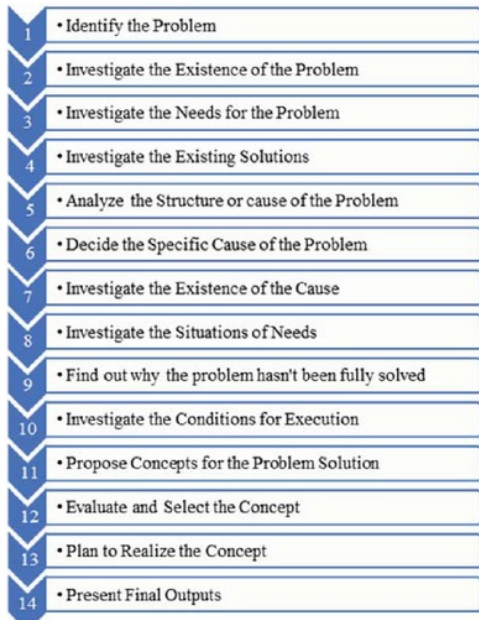 1 • Identify the Problem
2 • Investigate the Existence of the Problem
3 • Investigate the Needs for the Problem
4 • Investigate the Existing Solutions
5 • Analyze the Structure or cause of the Problem
6 • Decide the Specific Cause of the Problem
7 • Investigate the Existence of the Cause
8 • Investigate the Situations of Needs
9 • Find out why the problem hasn't been fully solved
10 • Investigate the Conditions for Execution
11 • Propose Concepts for the Problem Solution
12 • Evaluate and Select the Concept
13 • Plan to Realize the Concept
14 • Present Final Outputs